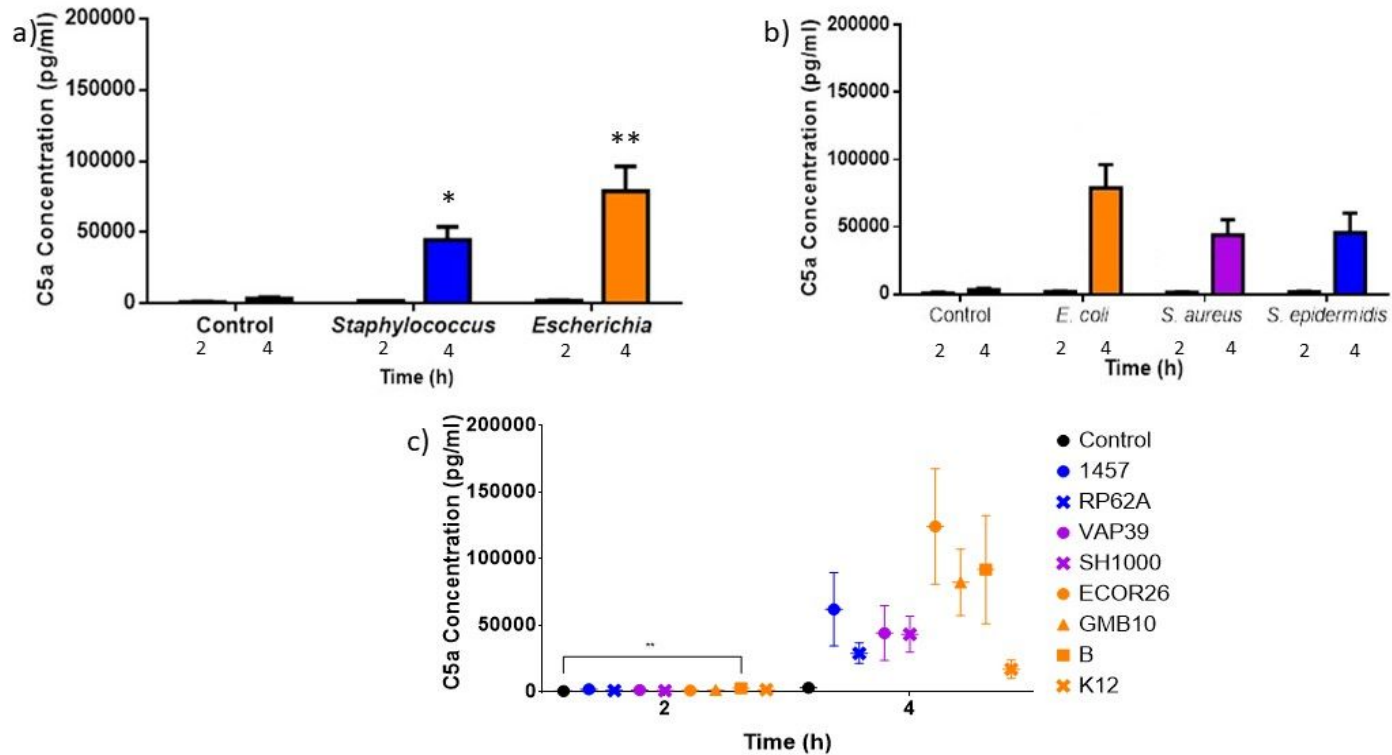 a)
C5a Concentration (pg/ml)
200000
150000
100000
50000
0
*
**
Control Staphylococcus Escherichia
2 4 2 4 2 4
Time (h)
b)
C5a Concentration (pg/ml)
200000
150000
100000
50000
0
Control E. coli S. aureus S. epidermidis
2 4 2 4 2 4 2 4
Time (h)
c)
C5a Concentration (pg/ml)
200000
150000
100000
50000
0
**
2 4
Time (h)
Control
1457
RP62A
VAP39
SH1000
ECOR26
GMB10
B
K12